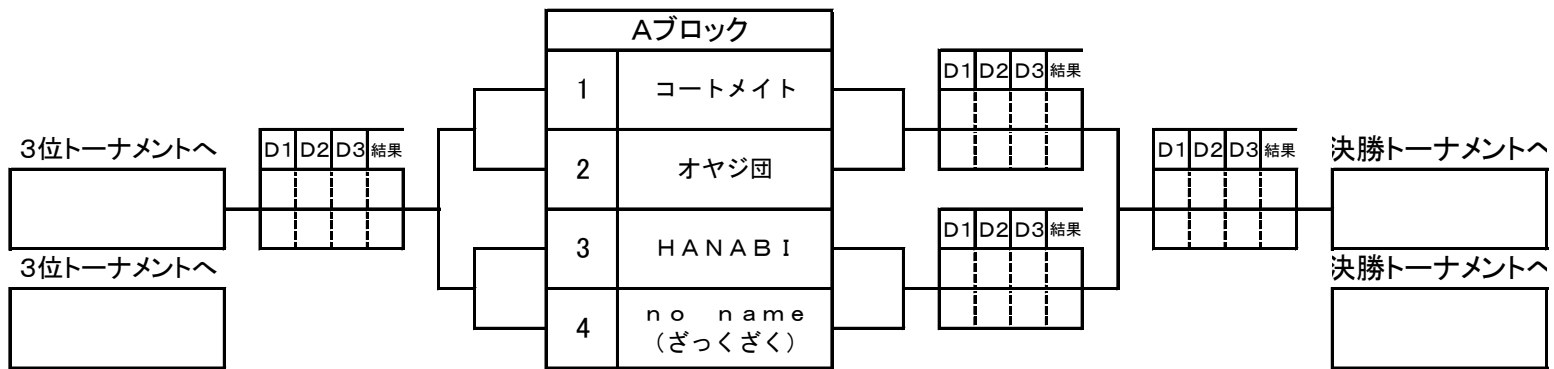 Aブロック
1 コートメイト
2 オヤジ団
3 ＨＡＮＡＢＩ
4 ｎｏ　ｎａｍｅ
（ざっくざく）
D1 D2 D3 結果
D1 D2 D3 結果
3位トーナメントへ
D1 D2 D3 結果
D1 D2 D3 結果
決勝トーナメントへ
3位トーナメントへ
決勝トーナメントへ